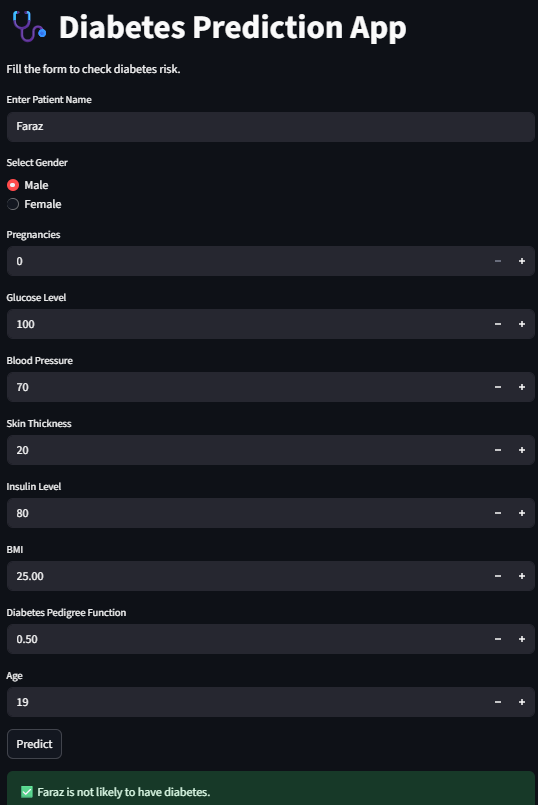 Diabetes Prediction App
Fill the form to check diabetes risk.
Enter Patient Name
Faraz
Select Gender
Male
Female
Pregnancies
0
Glucose Level
100
Blood Pressure
70
Skin Thickness
20
Insulin Level
80
BMI
25.00
Diabetes Pedigree Function
0.50
Age
19
Predict
Faraz is not likely to have diabetes.